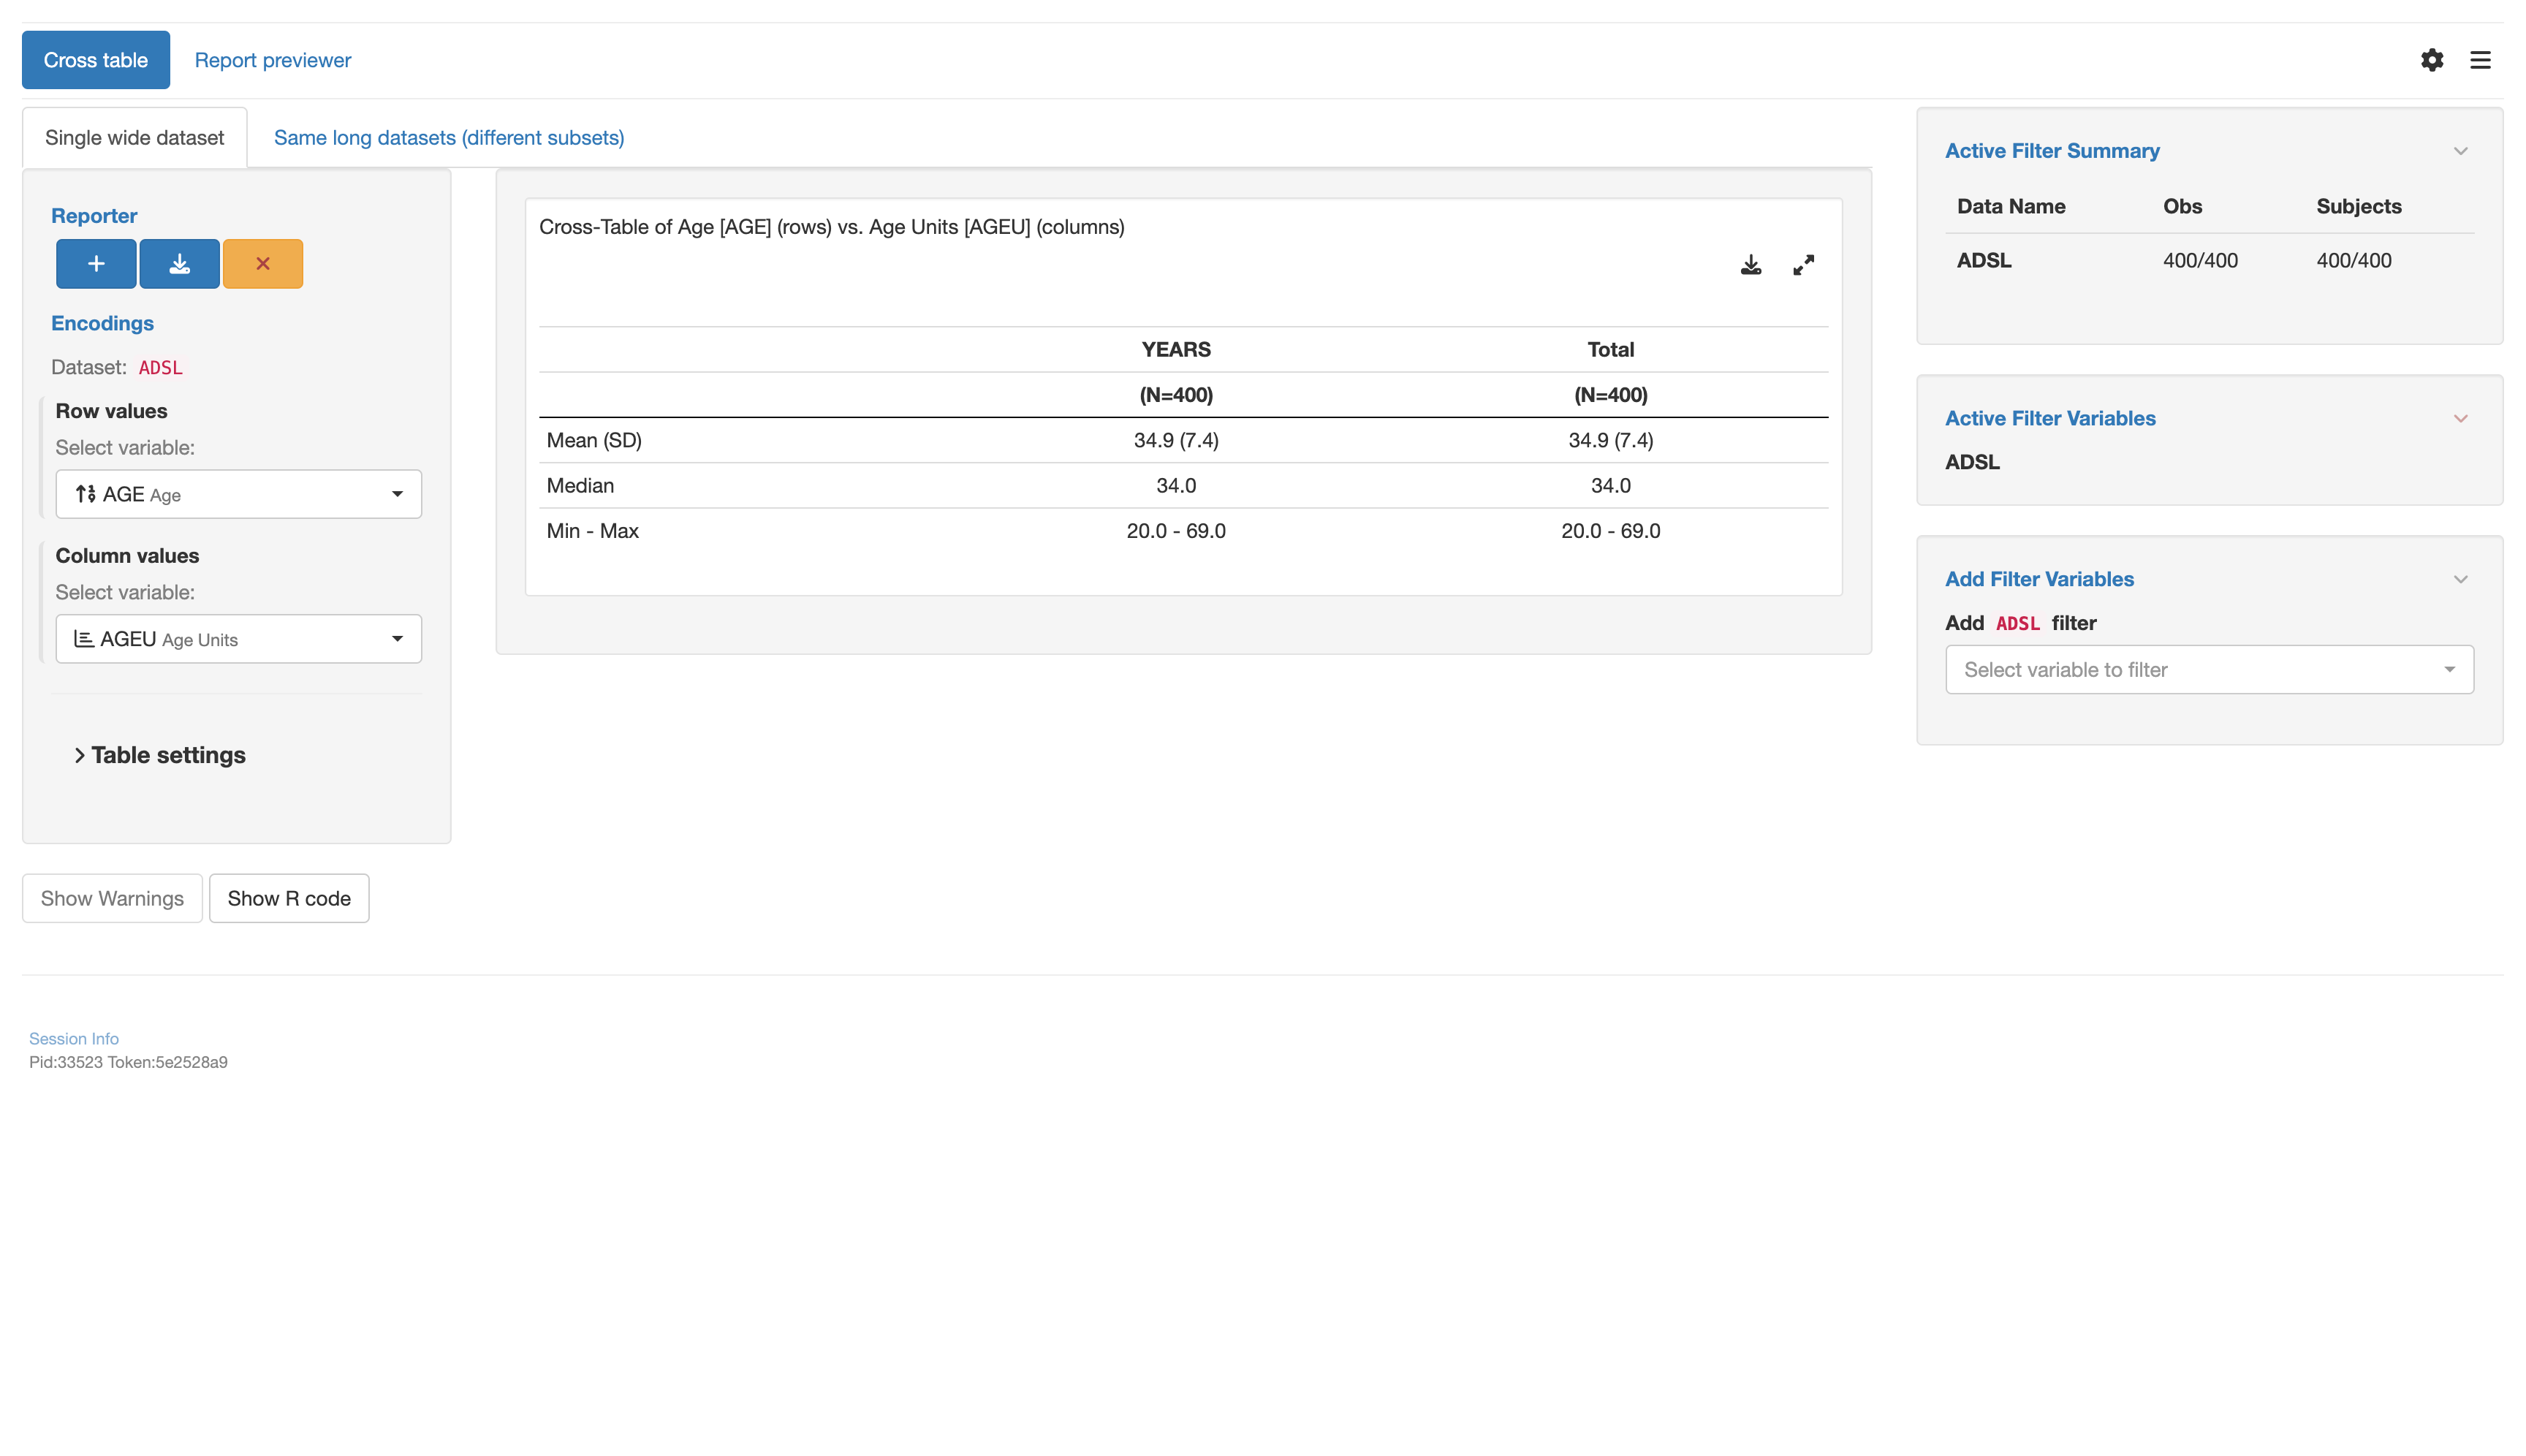 Cross table
Report previewer
Single wide dataset
Same long datasets (different subsets)
Reporter
Encodings
Dataset: ADSL
Row values
Select variable:
AGE Age
Column values
Select variable:
AGEU Age Units
Table settings
Show Warnings
Show R code
Cross-Table of Age [AGE] (rows) vs. Age Units [AGEU] (columns)
YEARS Total
(N=400) (N=400)
Mean (SD) 34.9 (7.4) 34.9 (7.4)
Median 34.0 34.0
Min - Max 20.0 - 69.0 20.0 - 69.0
Active Filter Summary
Data Name Obs Subjects
ADSL 400/400 400/400
Active Filter Variables
ADSL
Add Filter Variables
Add ADSL filter
Select variable to filter
Session Info
Pid:33523 Token:5e2528a9